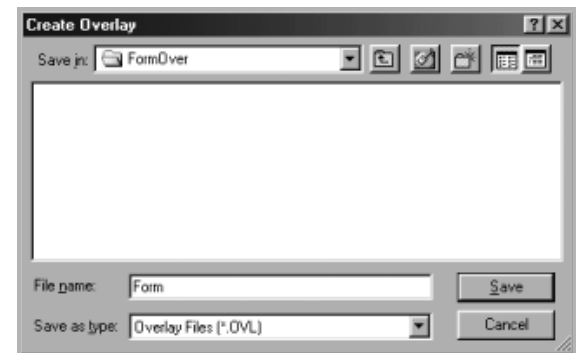 Create Overlay
Save in: FormOver
File name: Form Save
Save as type: Overlay Files (*.OVL) Cancel